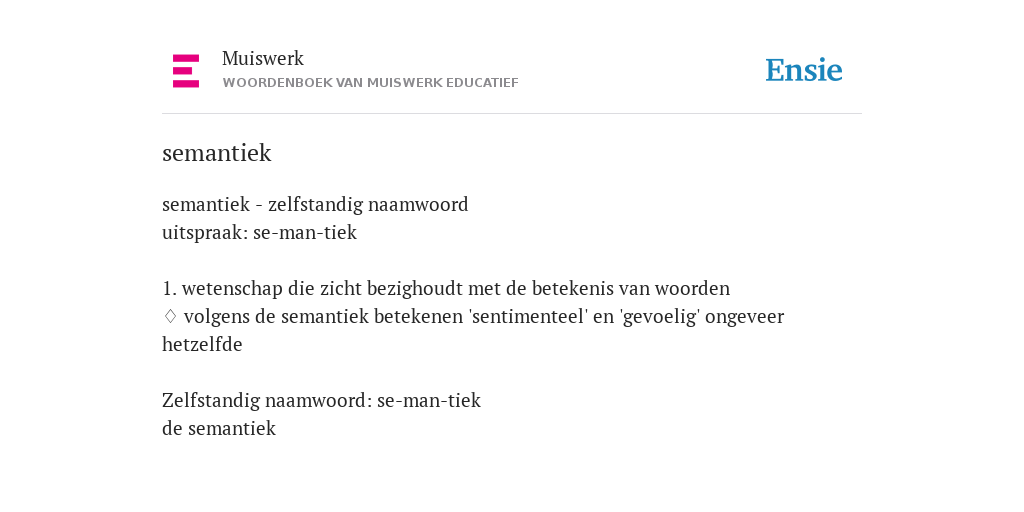 Muiswerk
WOORDENBOEK VAN MUISWERK EDUCATIEF
Ensie
semantiek
semantiek - zelfstandig naamwoord
uitspraak: se-man-tiek
1. wetenschap die zicht bezighoudt met de betekenis van woorden
♢ volgens de semantiek betekenen 'sentimenteel' en 'gevoelig' ongeveer
hetzelfde
Zelfstandig naamwoord: se-man-tiek
de semantiek